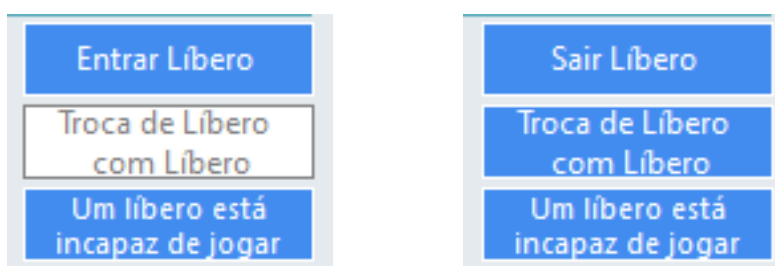 Entrar Líbero
Troca de Líbero
com Líbero
Um líbero está
incapaz de jogar
Sair Líbero
Troca de Líbero
com Líbero
Um líbero está
incapaz de jogar